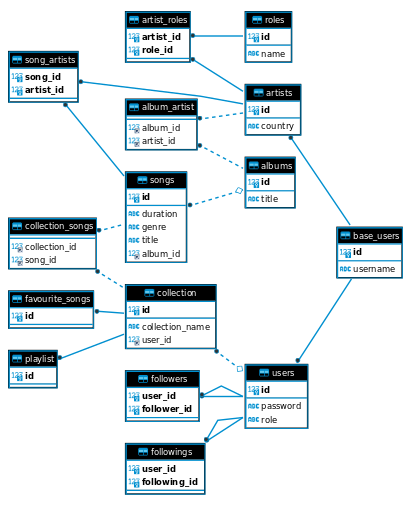 artist_roles
123 artist_id
123 role_id
roles
123 id
ABC name
song_artists
123 song_id
123 artist_id
artists
123 id
ABC country
album_artist
123 album_id
123 artist_id
albums
123 id
ABC title
songs
123 id
ABC duration
ABC genre
ABC title
123 album_id
collection_songs
123 collection_id
123 song_id
base_users
123 id
ABC username
favourite_songs
123 id
collection
123 id
ABC collection_name
123 user_id
playlist
123 id
followers
123 user_id
123 follower_id
users
123 id
ABC password
ABC role
followings
123 user_id
123 following_id